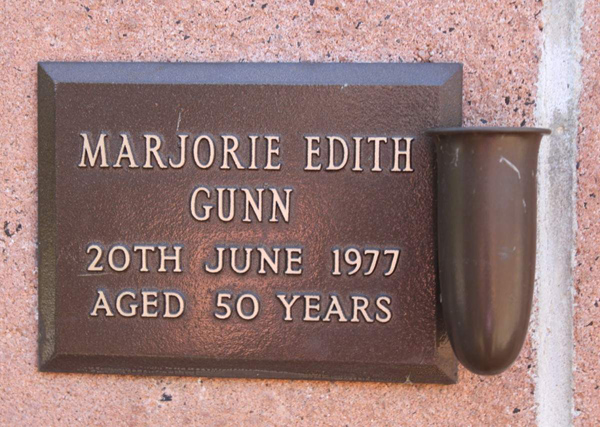 MARJORIE EDITH
GUNN
20TH JUNE 1977
AGED 50 YEARS